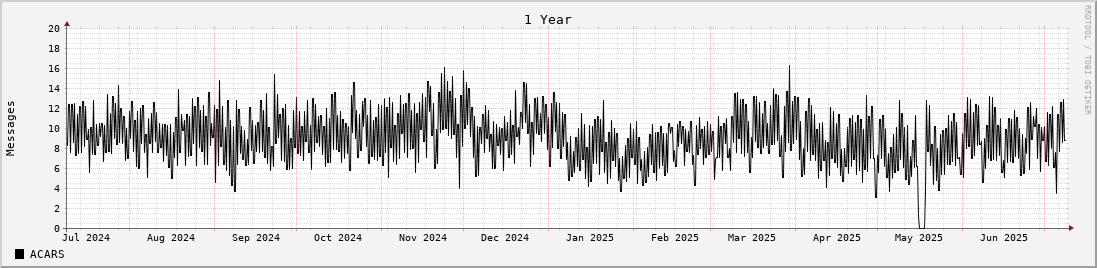 1 Year
RRDTOOL / TOBI OETIKER
Messages
20
18
16
14
12
10
8
6
4
2
0
Jul 2024 Aug 2024 Sep 2024 Oct 2024 Nov 2024 Dec 2024 Jan 2025 Feb 2025 Mar 2025 Apr 2025 May 2025 Jun 2025
ACARS